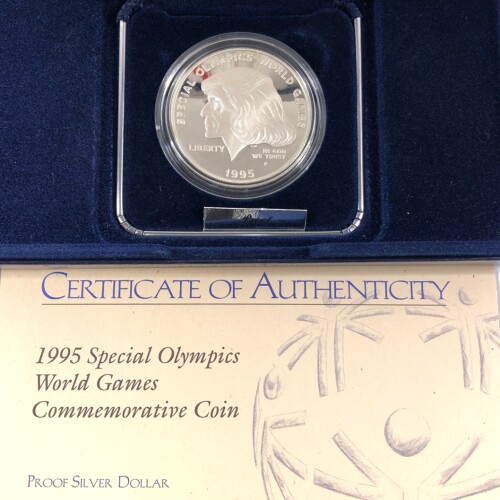 SPECIAL OLYMPICS WORLD GAMES
LIBERTY
IN GOD
WE TRUST
P
1995
CERTIFICATE OF AUTHENTICITY
1995 Special Olympics
World Games
Commemorative Coin
PROOF SILVER DOLLAR